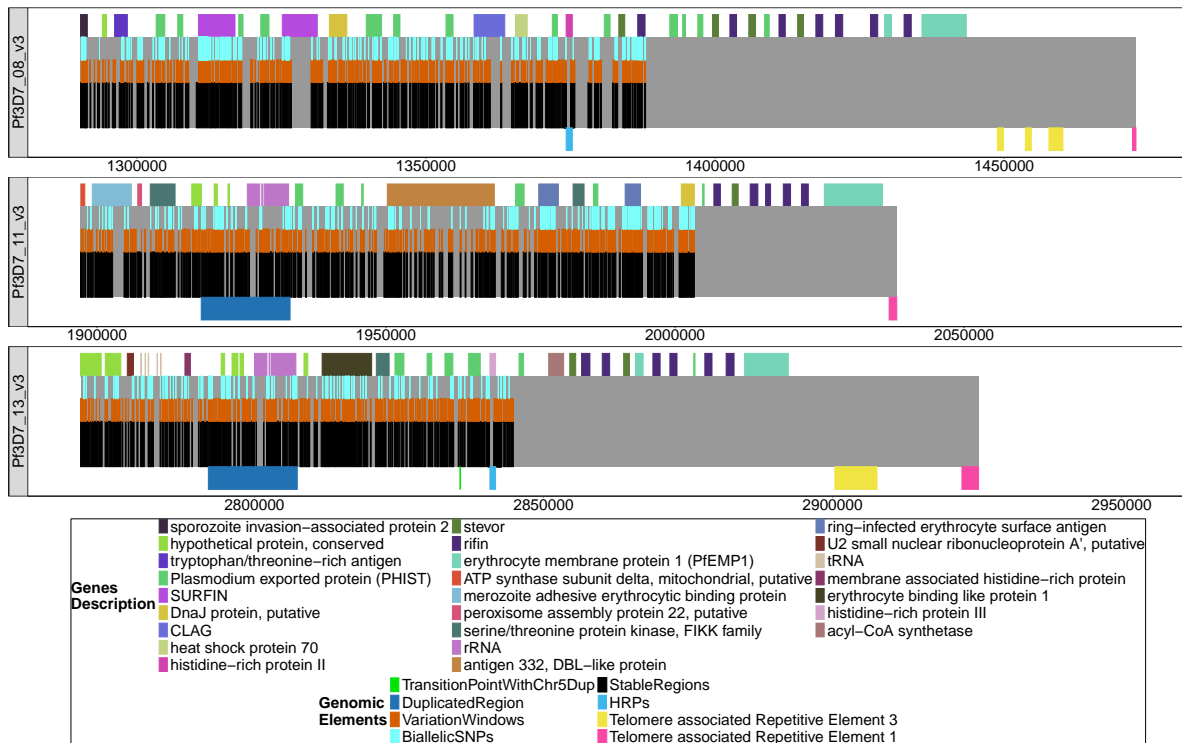 Pf3D7_08_v3
1300000 1350000 1400000 1450000
Pf3D7_11_v3
1900000 1950000 2000000 2050000
Pf3D7_13_v3
2800000 2850000 2900000 2950000
Genes Description
sporozoite invasion−associated protein 2
hypothetical protein, conserved
tryptophan/threonine−rich antigen
Plasmodium exported protein (PHIST)
SURFIN
DnaJ protein, putative
CLAG
heat shock protein 70
histidine−rich protein II
stevor
rifin
erythrocyte membrane protein 1 (PfEMP1)
ATP synthase subunit delta, mitochondrial, putative
merozoite adhesive erythrocytic binding protein
peroxisome assembly protein 22, putative
serine/threonine protein kinase, FIKK family
rRNA
antigen 332, DBL−like protein
ring−infected erythrocyte surface antigen
U2 small nuclear ribonucleoprotein A', putative
tRNA
membrane associated histidine−rich protein
erythrocyte binding like protein 1
histidine−rich protein III
acyl−CoA synthetase
Genomic Elements
TransitionPointWithChr5Dup
DuplicatedRegion
VariationWindows
BiallelicSNPs
StableRegions
HRPs
Telomere associated Repetitive Element 3
Telomere associated Repetitive Element 1